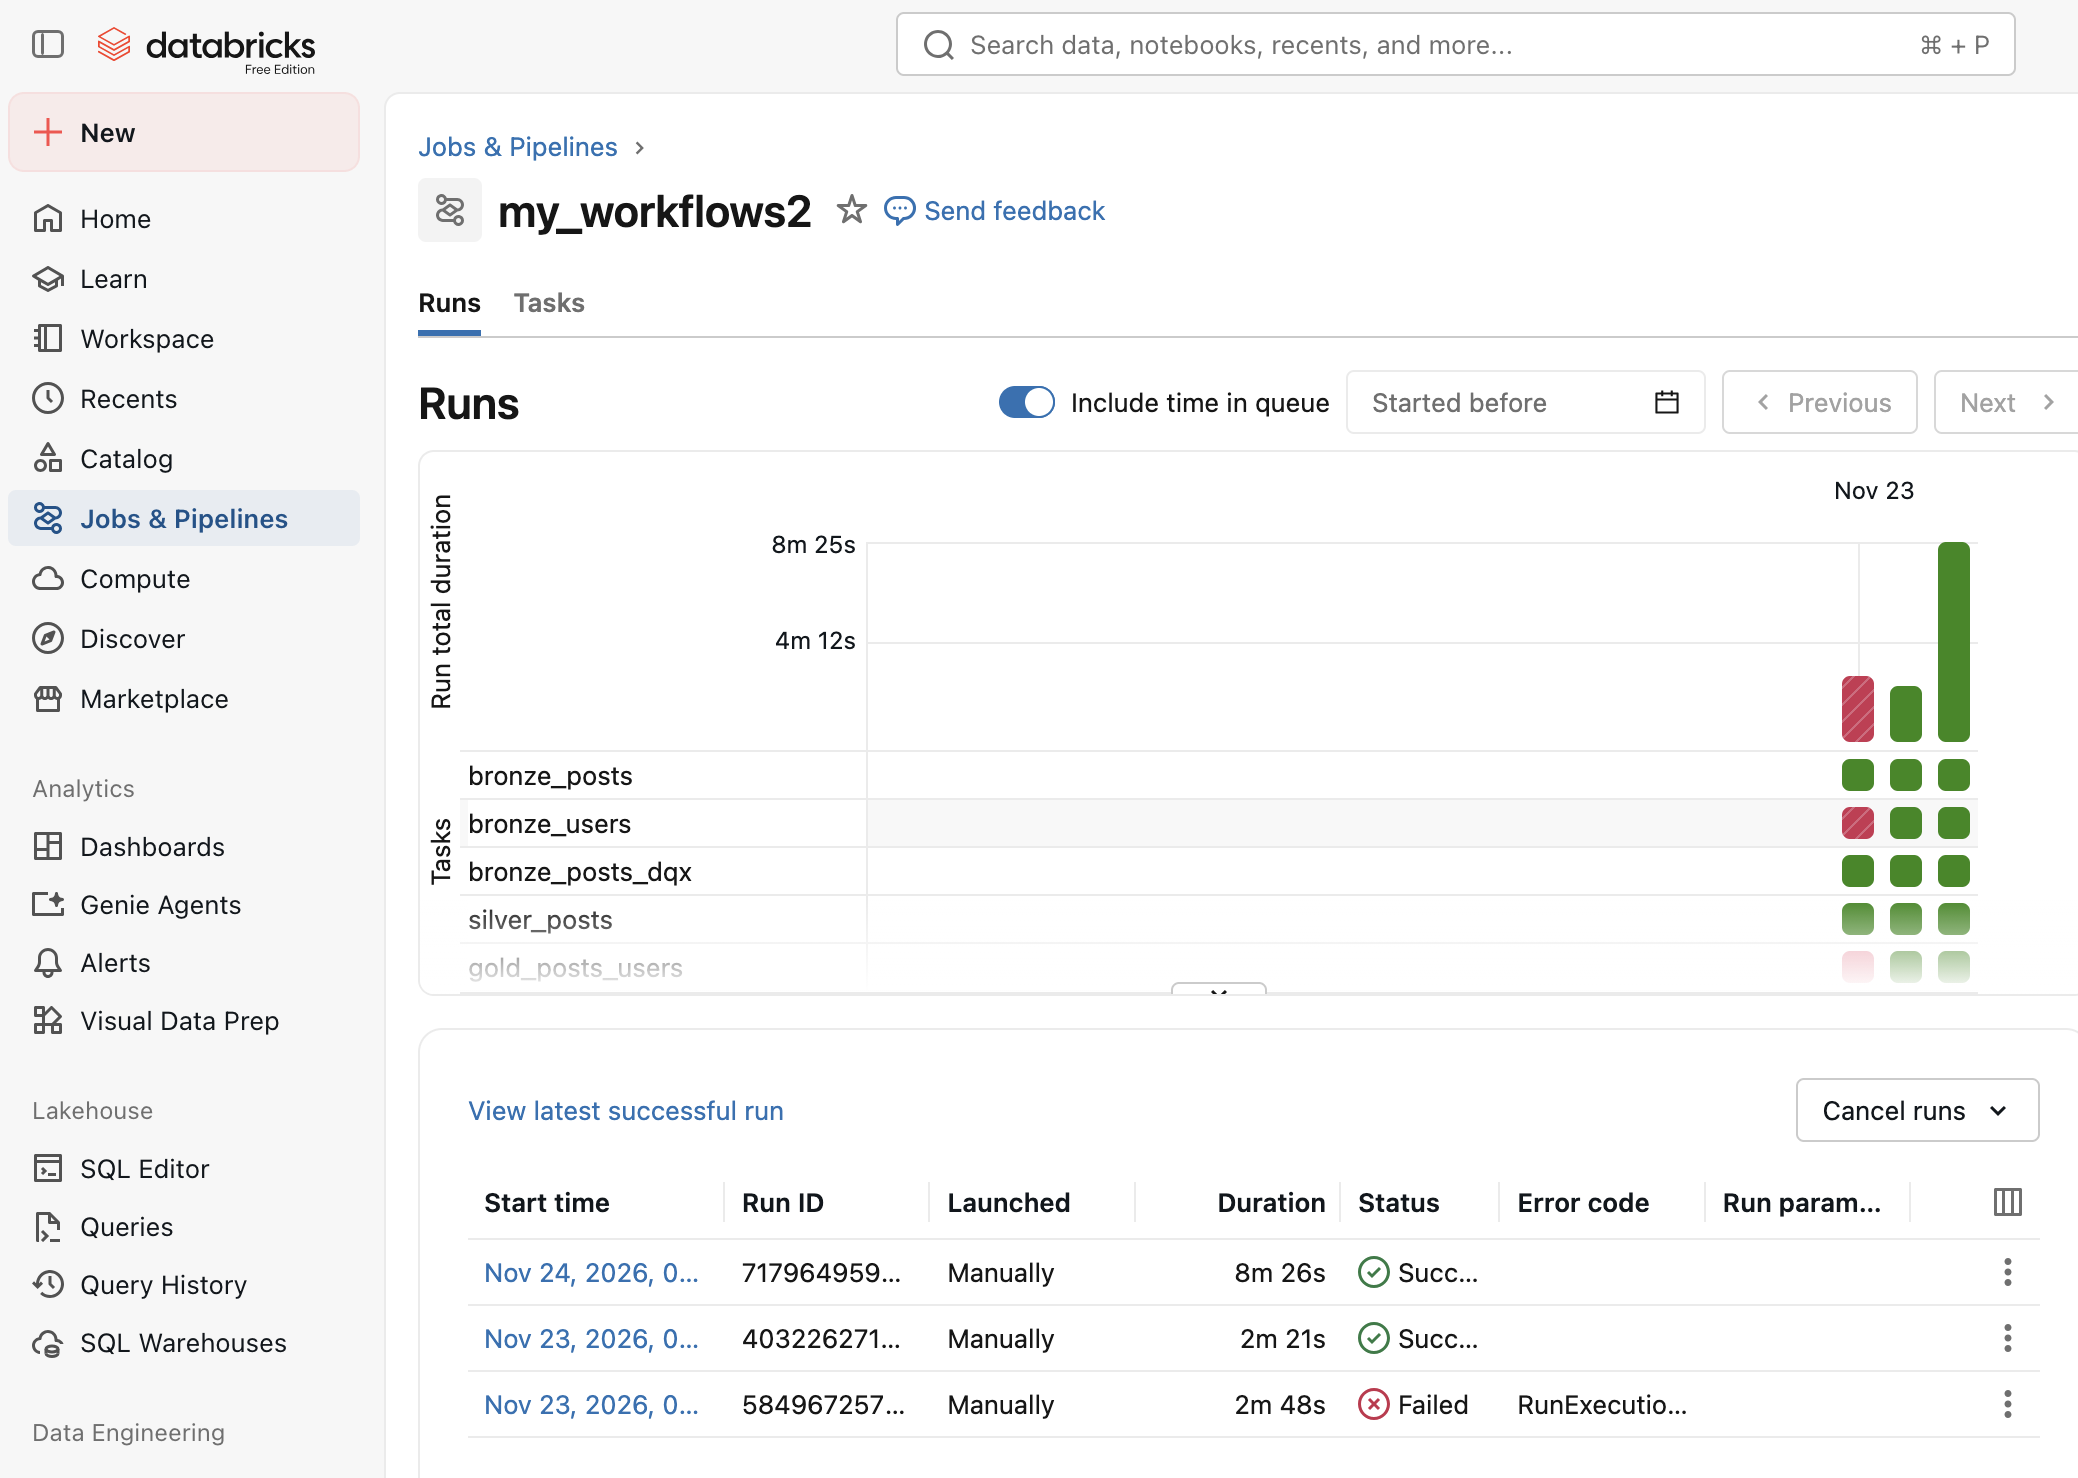 databricks
Free Edition
Search data, notebooks, recents, and more...
⌘ + P
New
Home
Learn
Workspace
Recents
Catalog
Jobs & Pipelines
Compute
Discover
Marketplace
Analytics
Dashboards
Genie Agents
Alerts
Visual Data Prep
Lakehouse
SQL Editor
Queries
Query History
SQL Warehouses
Data Engineering
Jobs & Pipelines ›
my_workflows2
Send feedback
Runs Tasks
Runs
Include time in queue
Started before
Previous
Next
Nov 23
Run total duration
8m 25s
4m 12s
Tasks
bronze_posts
bronze_users
bronze_posts_dqx
silver_posts
gold_posts_users
View latest successful run
Cancel runs
Start time Run ID Launched Duration Status Error code Run param...
Nov 24, 2026, 0... 717964959... Manually 8m 26s Succ...
Nov 23, 2026, 0... 403226271... Manually 2m 21s Succ...
Nov 23, 2026, 0... 584967257... Manually 2m 48s Failed RunExecutio...